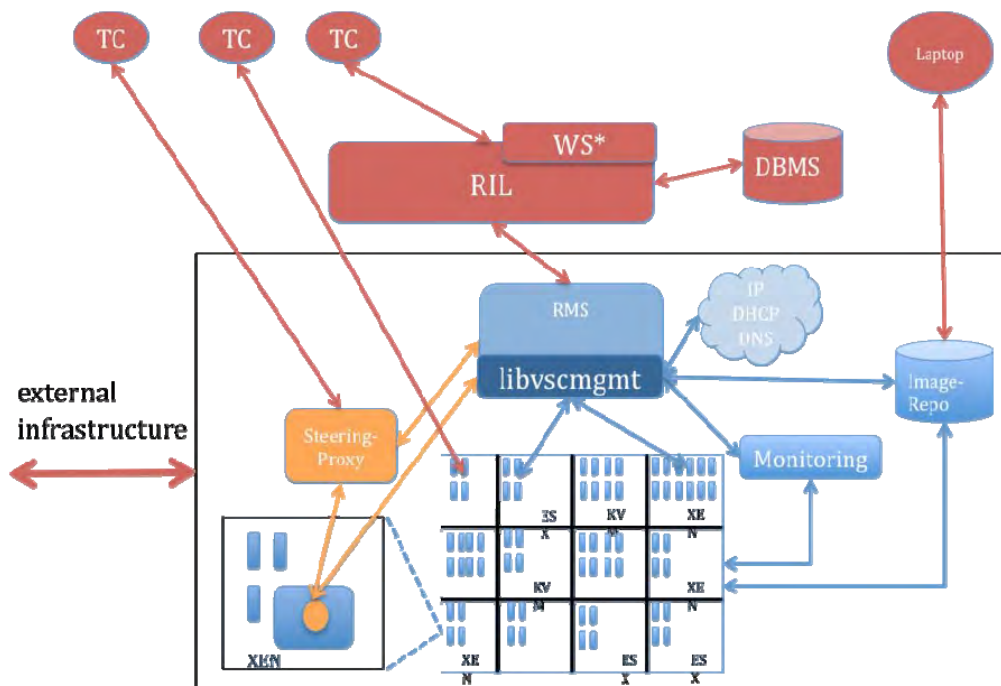 TC
TC
TC
Laptop
WS*
RIL
DBMS
IP
DHCP
DNS
RMS
libvscmgmt
Image-
Repo
external
infrastructure
Steering-
Proxy
Monitoring
ES
X
KV
M
XE
N
KV
M
XE
N
XEN
XE
N
ES
X
ES
X